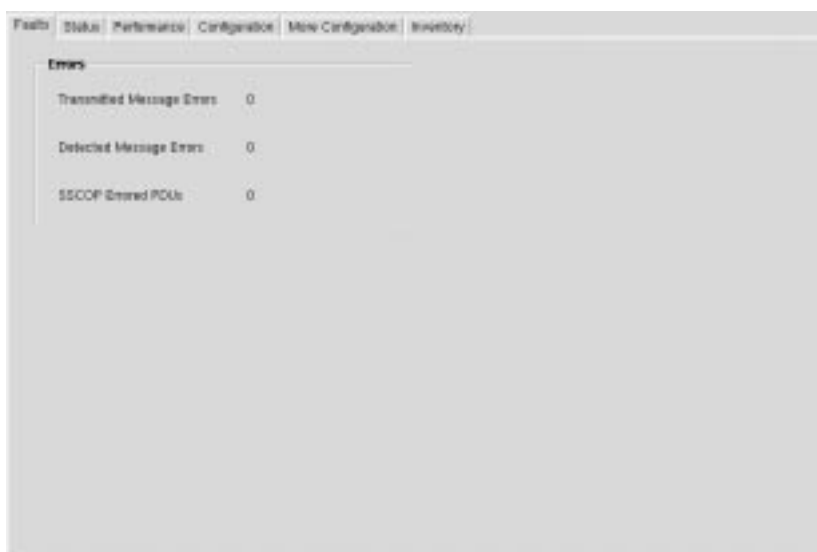 Faults Status Performance Configuration More Configuration Inventory
Errors
Transmitted Message Errors 0
Detected Message Errors 0
SSCOP Errored PDUs 0